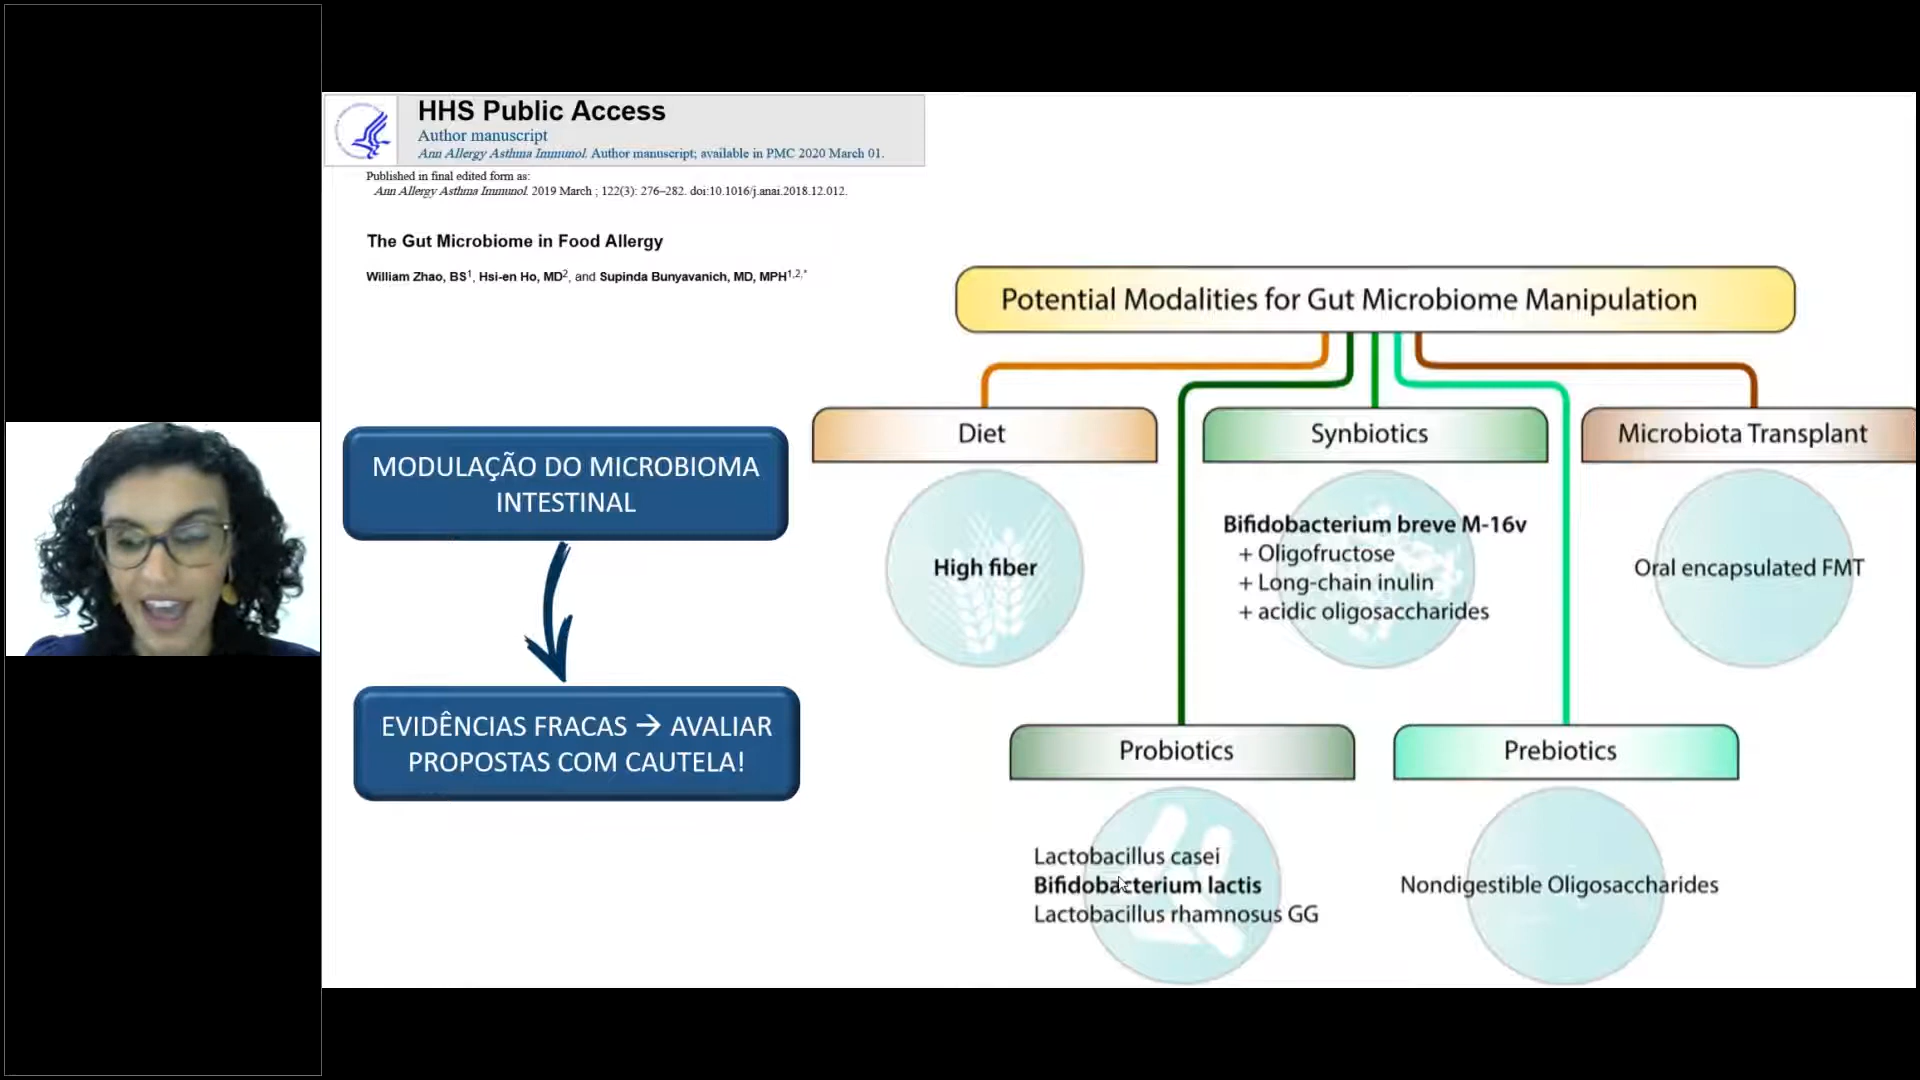 HHS Public Access
Author manuscript
Ann Allergy Asthma Immunol. Author manuscript; available in PMC 2020 March 01.
Published in final edited form as:
Ann Allergy Asthma Immunol. 2019 March ; 122(3): 276–282. doi:10.1016/j.anai.2018.12.012.
The Gut Microbiome in Food Allergy
William Zhao, BS1, Hsi-en Ho, MD2, and Supinda Bunyavanich, MD, MPH1,2,*
MODULAÇÃO DO MICROBIOMA
INTESTINAL
EVIDÊNCIAS FRACAS → AVALIAR
PROPOSTAS COM CAUTELA!
Potential Modalities for Gut Microbiome Manipulation
Diet
High fiber
Synbiotics
Bifidobacterium breve M-16v
+ Oligofructose
+ Long-chain inulin
+ acidic oligosaccharides
Microbiota Transplant
Oral encapsulated FMT
Probiotics
Lactobacillus casei
Bifidobacterium lactis
Lactobacillus rhamnosus GG
Prebiotics
Nondigestible Oligosaccharides